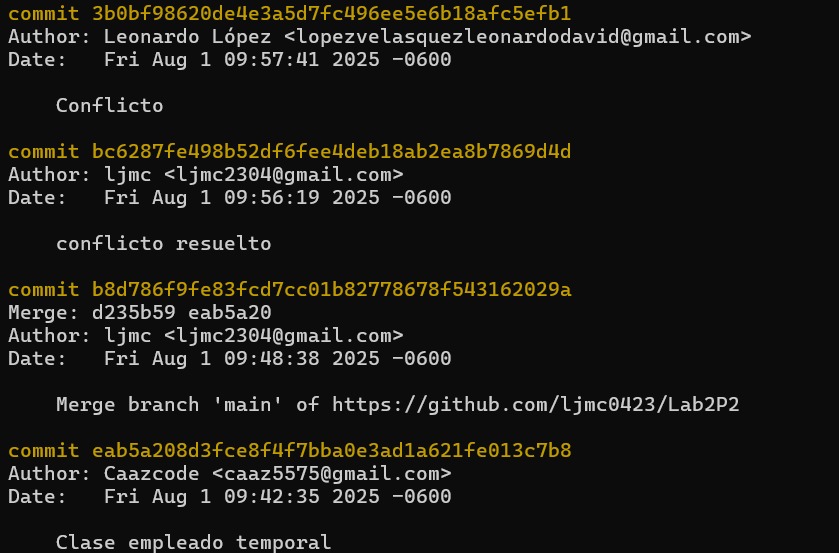 commit 3b0bf98620de4e3a5d7fc496ee5e6b18afc5efb1
Author: Leonardo López <lopezvelasquezleonardodavid@gmail.com>
Date:   Fri Aug 1 09:57:41 2025 -0600
Conflicto
commit bc6287fe498b52df6fee4deb18ab2ea8b7869d4d
Author: ljmc <ljmc2304@gmail.com>
Date:   Fri Aug 1 09:56:19 2025 -0600
conflicto resuelto
commit b8d786f9fe83fcd7cc01b82778678f543162029a
Merge: d235b59 eab5a20
Author: ljmc <ljmc2304@gmail.com>
Date:   Fri Aug 1 09:48:38 2025 -0600
Merge branch 'main' of https://github.com/ljmc0423/Lab2P2
commit eab5a208d3fce8f4f7bba0e3ad1a621fe013c7b8
Author: Caazcode <caaz5575@gmail.com>
Date:   Fri Aug 1 09:42:35 2025 -0600
Clase empleado temporal